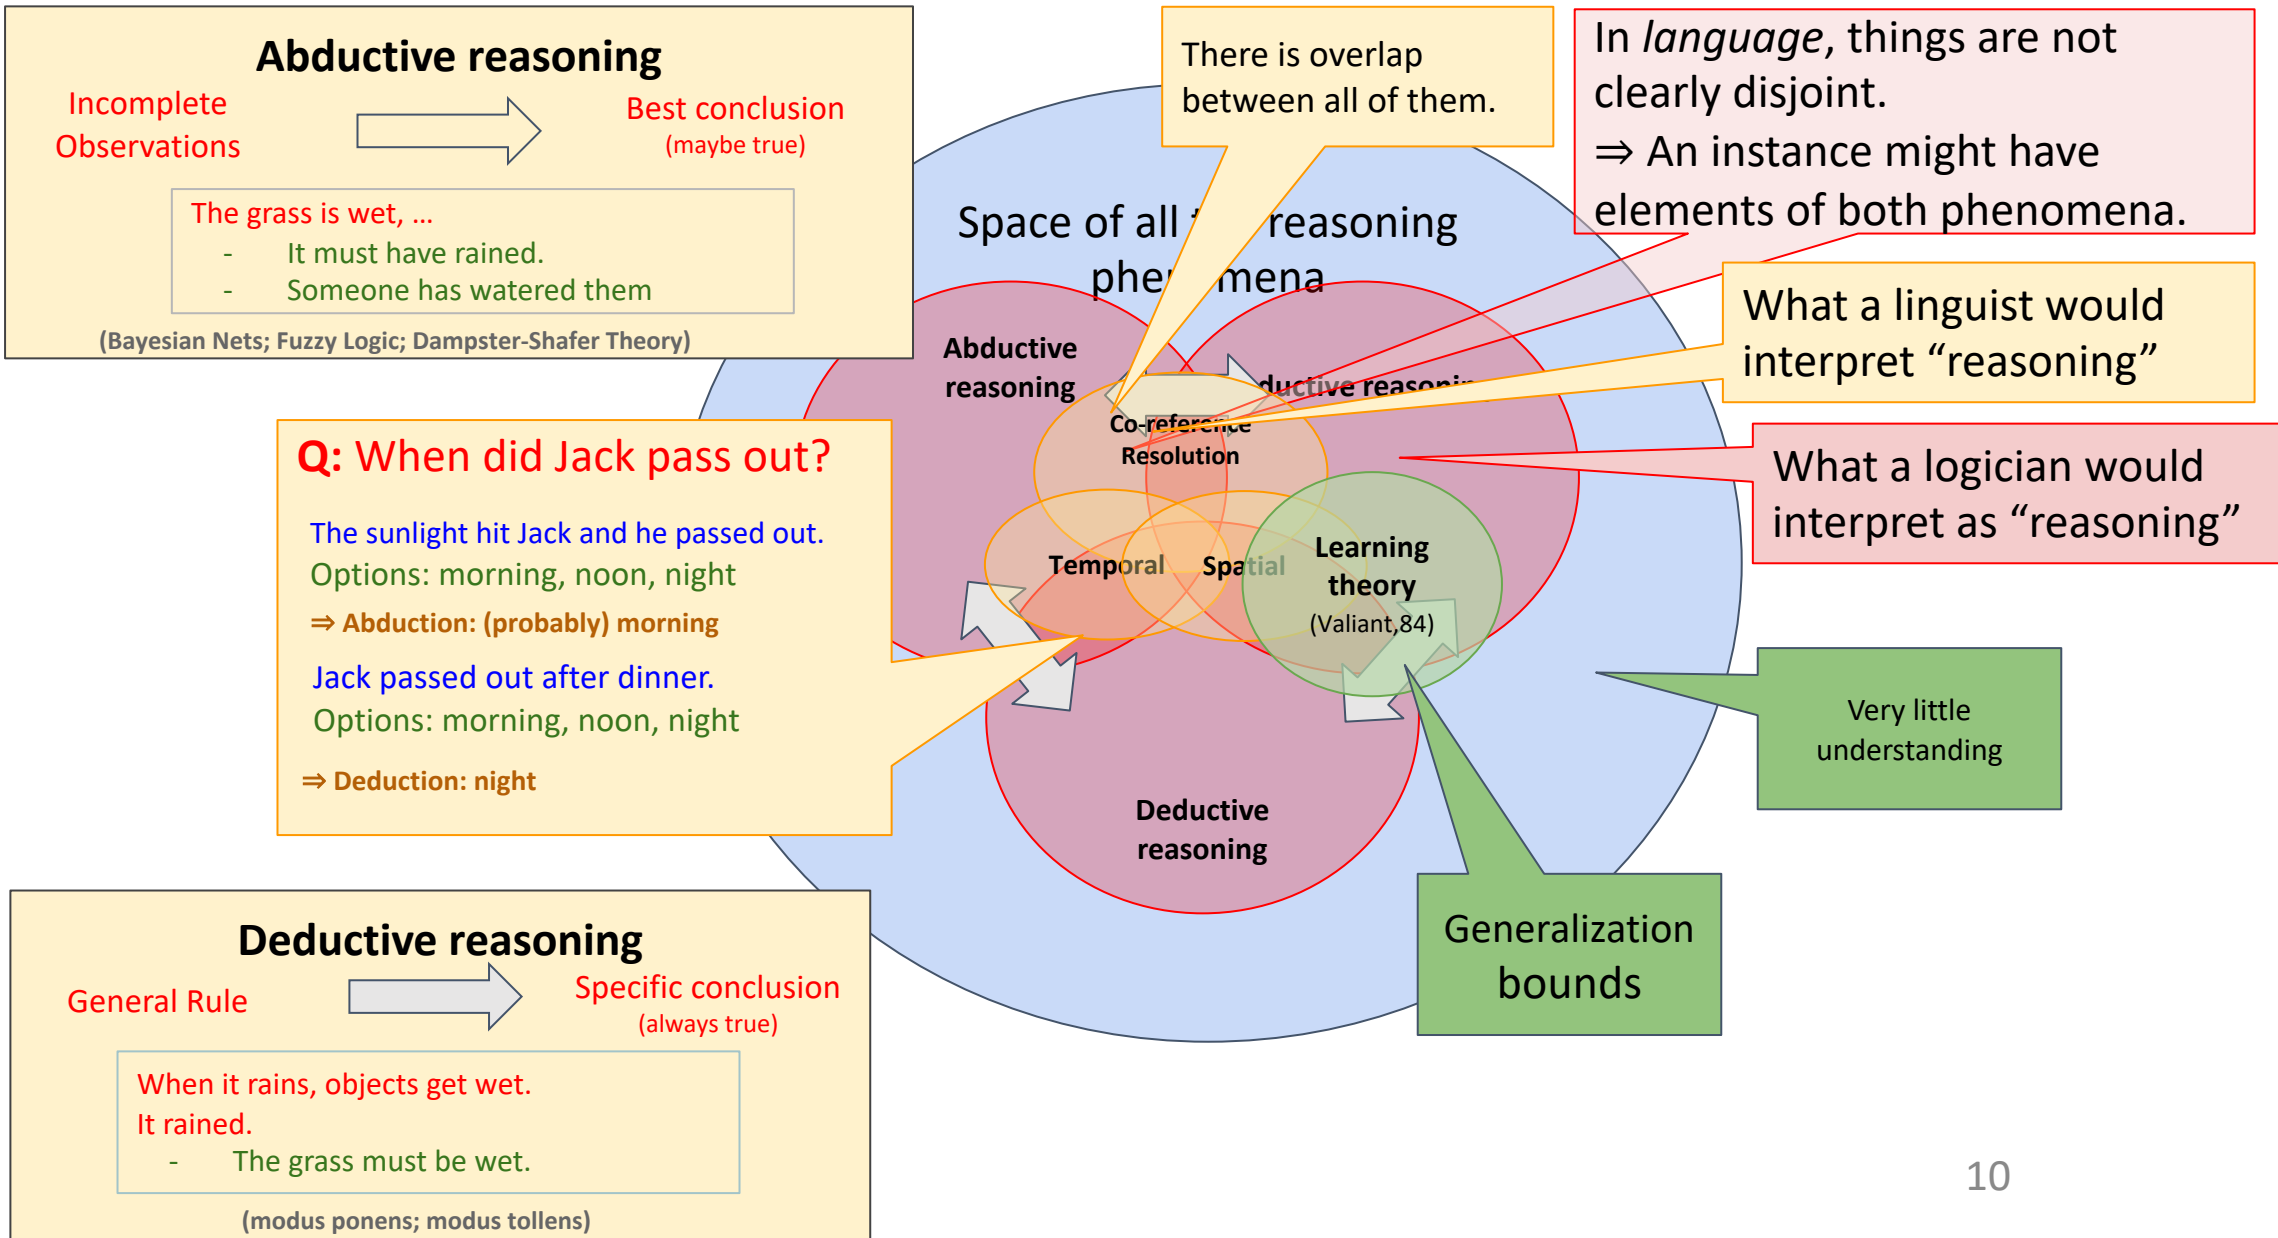 Abductive reasoning
Incomplete
Observations
Best conclusion
(maybe true)
The grass is wet, ...
- It must have rained.
- Someone has watered them
(Bayesian Nets; Fuzzy Logic; Dampster-Shafer Theory)
There is overlap
between all of them.
In language, things are not
clearly disjoint.
⇒ An instance might have
elements of both phenomena.
Space of all reasoning
phenomena
What a linguist would
interpret “reasoning”
What a logician would
interpret as “reasoning”
Abductive
reasoning
Co-reference
Resolution
Temporal
Spatial
Learning
theory
(Valiant,84)
Deductive
reasoning
Q: When did Jack pass out?
The sunlight hit Jack and he passed out.
Options: morning, noon, night
⇒ Abduction: (probably) morning
Jack passed out after dinner.
Options: morning, noon, night
⇒ Deduction: night
Very little
understanding
Generalization
bounds
Deductive reasoning
General Rule
Specific conclusion
(always true)
When it rains, objects get wet.
It rained.
- The grass must be wet.
(modus ponens; modus tollens)
10